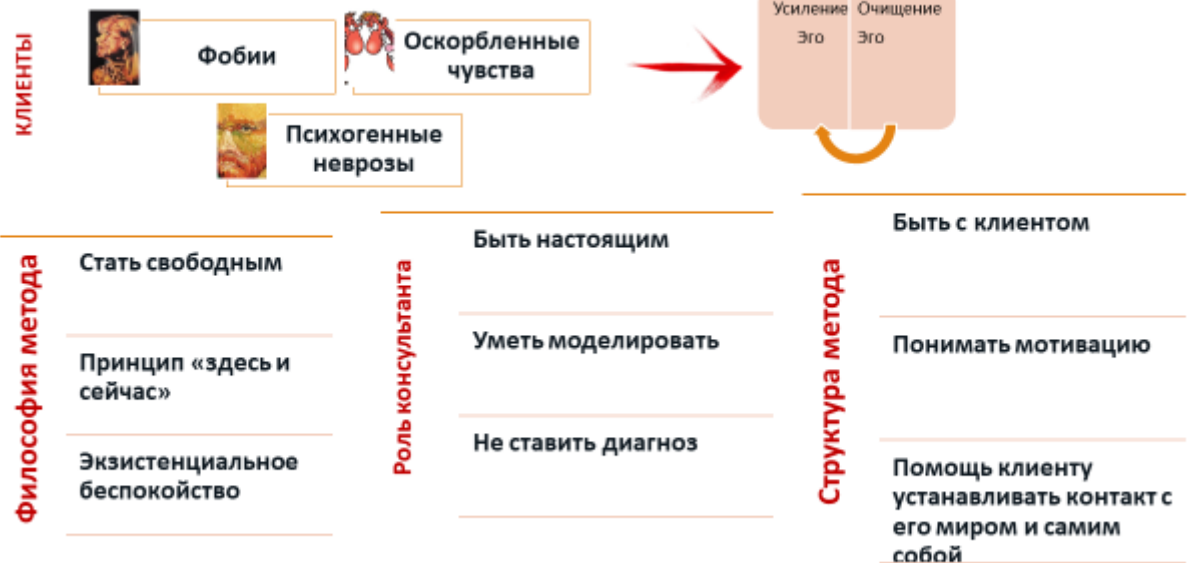 КЛИЕНТЫ
Фобии
Оскорбленные
чувства
Психогенные
неврозы
Усиление
Эго
Очищение
Эго
Философия метода
Стать свободным
Принцип «здесь и
сейчас»
Экзистенциальное
беспокойство
Роль консультанта
Быть настоящим
Уметь моделировать
Не ставить диагноз
Структура метода
Быть с клиентом
Понимать мотивацию
Помощь клиенту
устанавливать контакт с
его миром и самим
собой